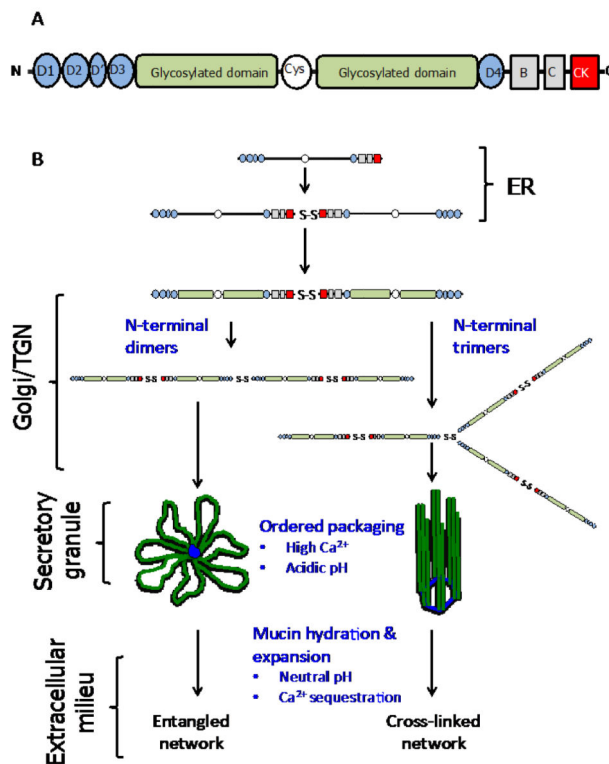 A
N D1 D2 D' D3 Glycosylated domain Cys Glycosylated domain D4 B C CK C
B
ER
S-S
S-S
Golgi/TGN
N-terminal
dimers
N-terminal
trimers
S-S S-S S-S
S-S
S-S S-S
S-S
Secretory
granule
Ordered packaging
• High Ca²⁺
• Acidic pH
Extracellular
milieu
Mucin hydration &
expansion
• Neutral pH
• Ca²⁺ sequestration
Entangled
network
Cross-linked
network